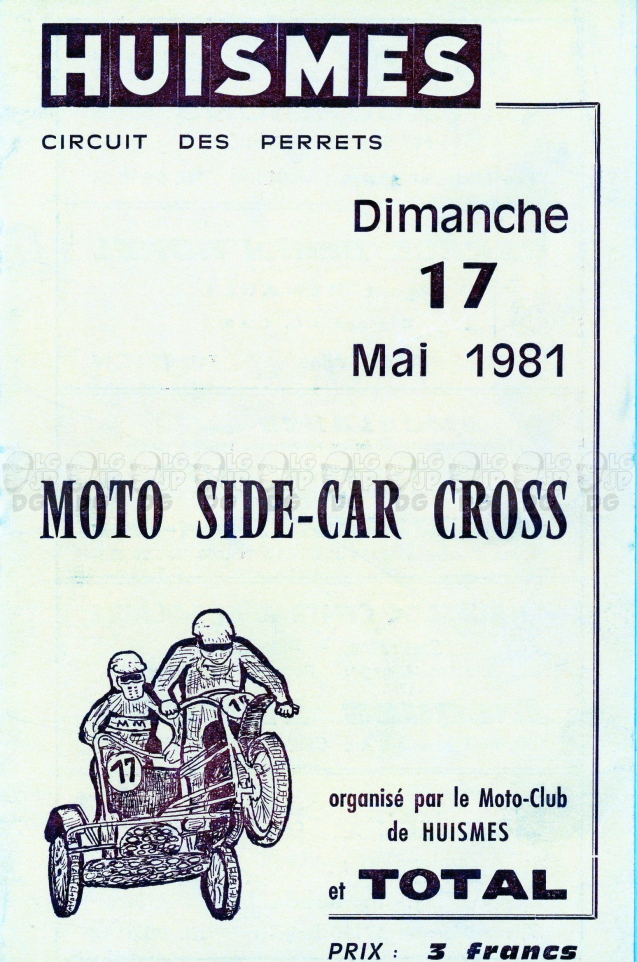 HUISMES
CIRCUIT DES PERRETS
Dimanche
17
Mai 1981
MOTO SIDE-CAR CROSS
17
organisé par le Moto-Club
de HUISMES
et TOTAL
PRIX : 3 francs